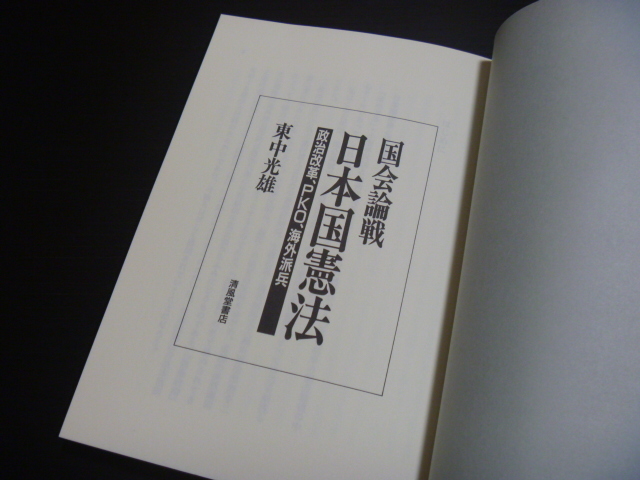 国会論戦
日本国憲法
政治改革、PKO、海外派兵
東中光雄
清風堂書店